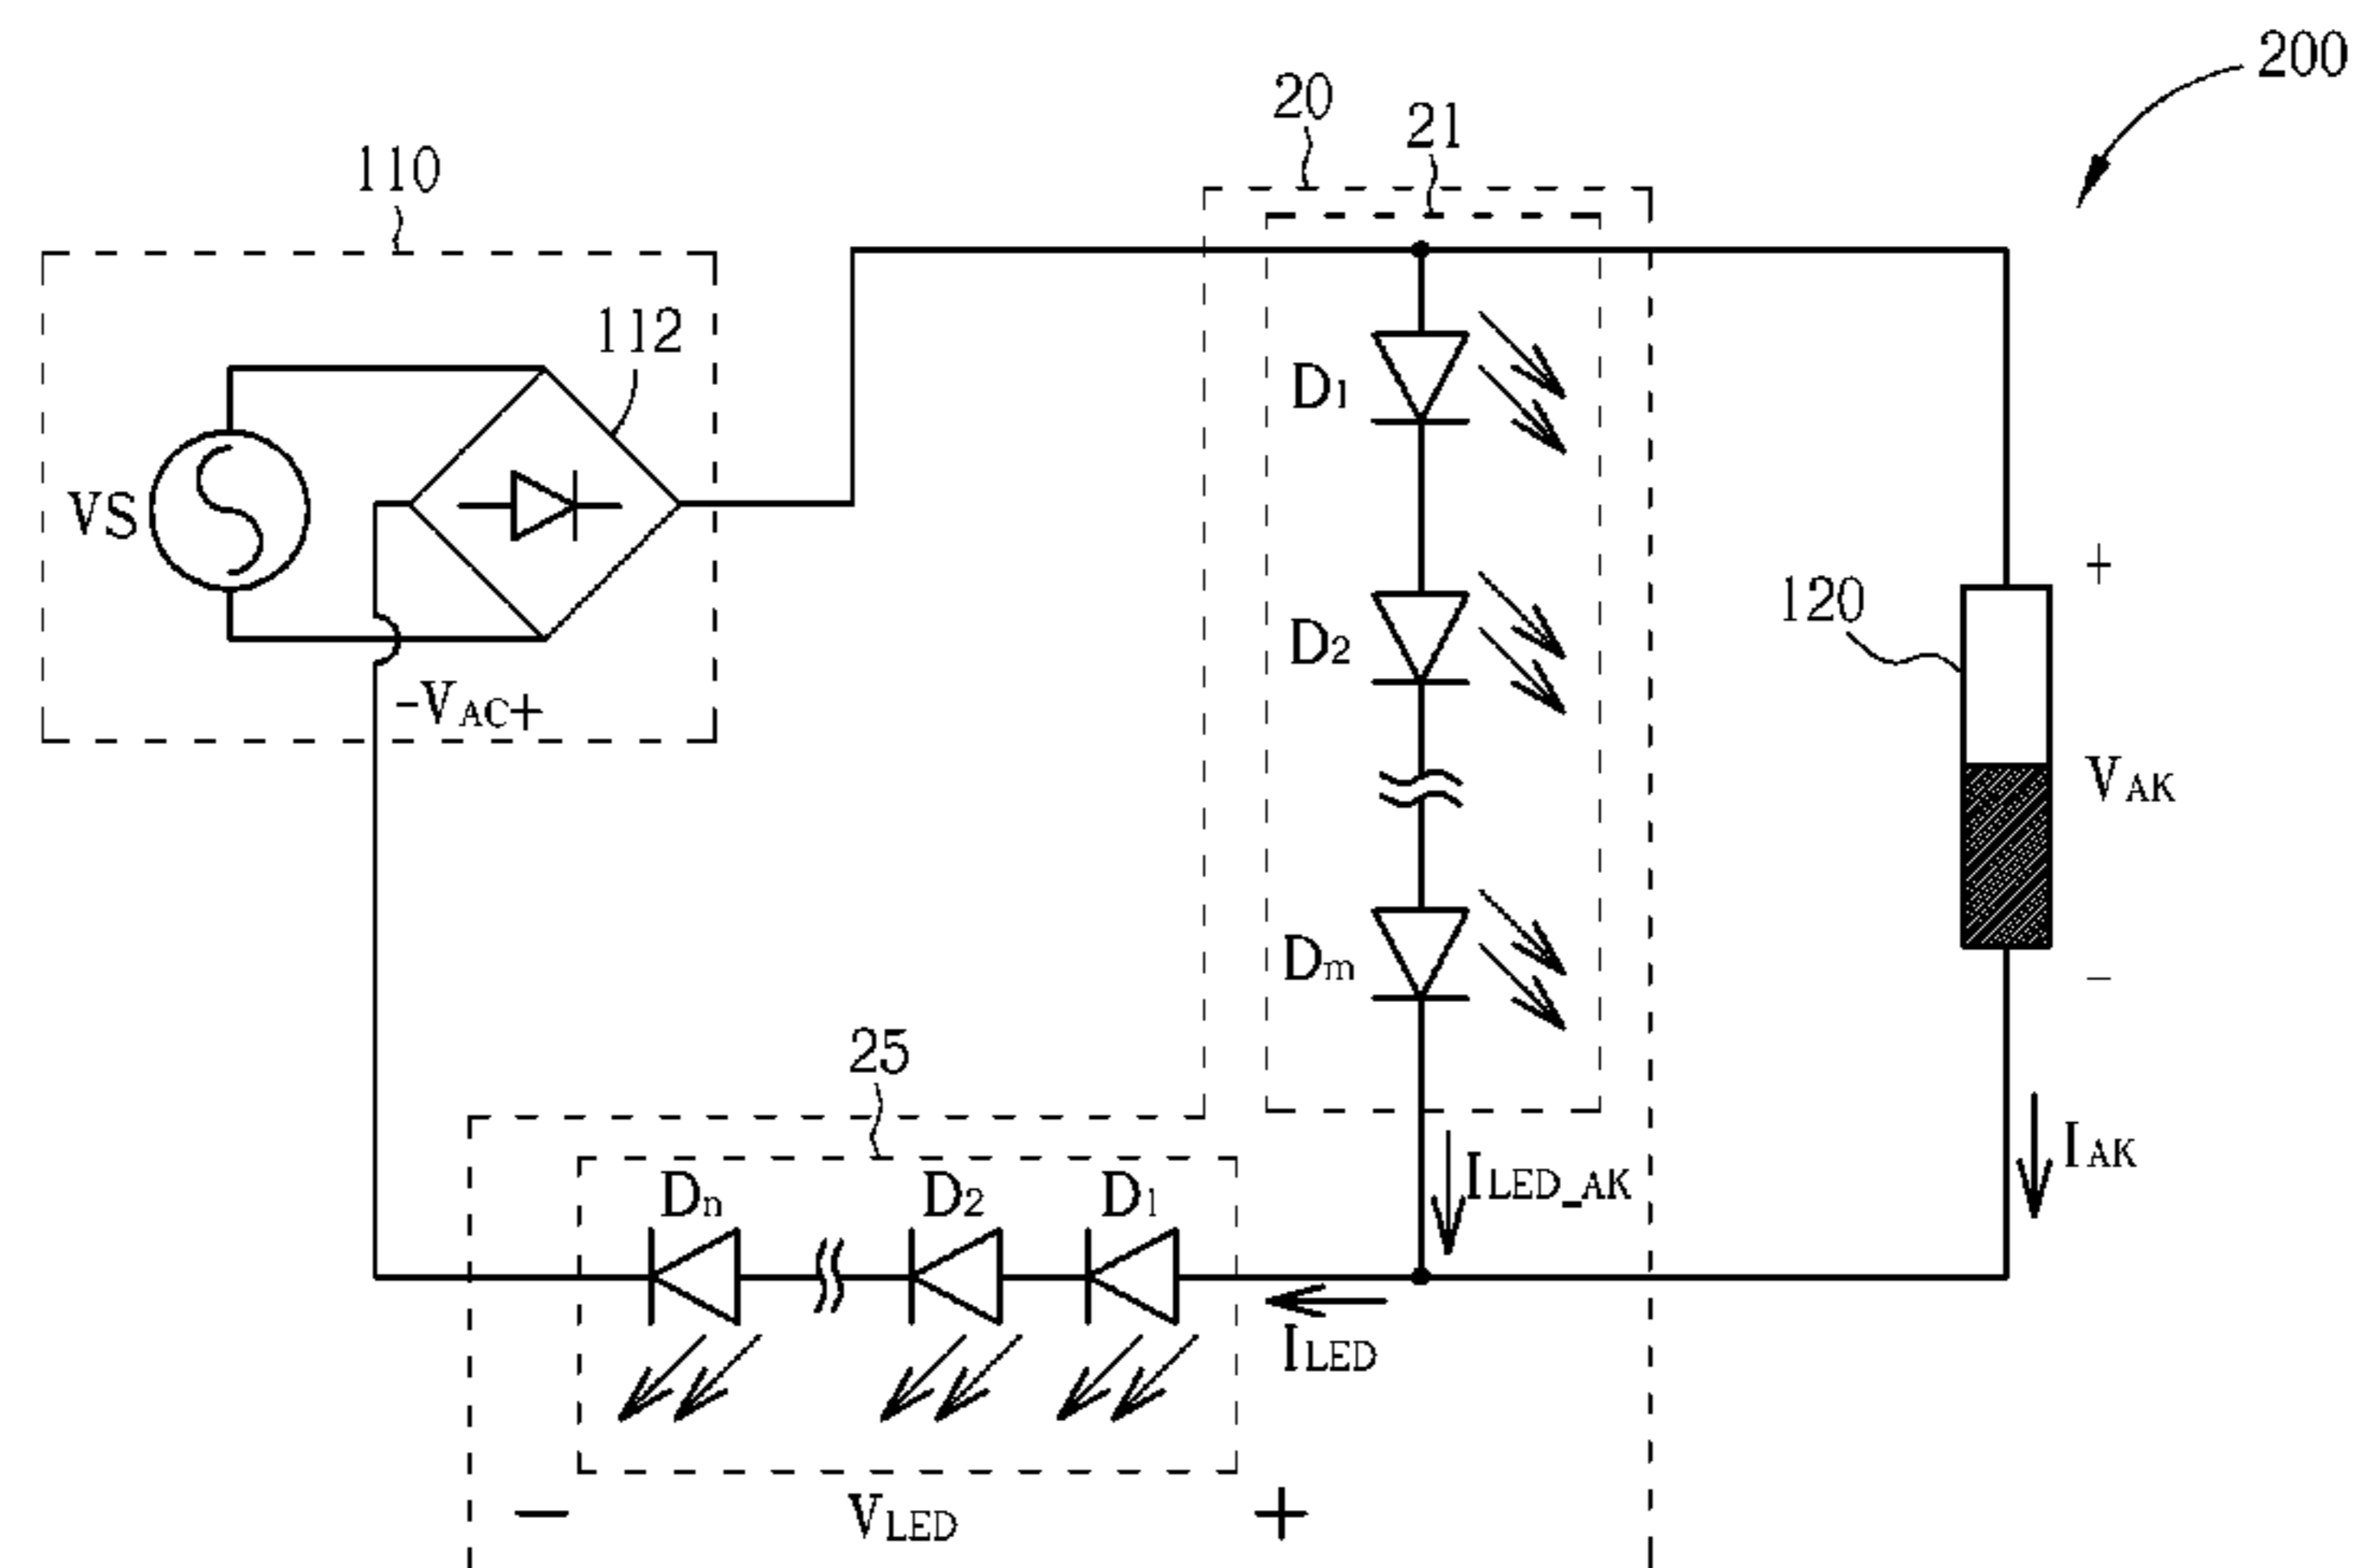 200
20
21
110
112
D1
VS
120
+
D2
-VAC+
VAK
Dm
-
25
IAK
ILED_AK
Dn
D2
D1
ILED
- VLED +